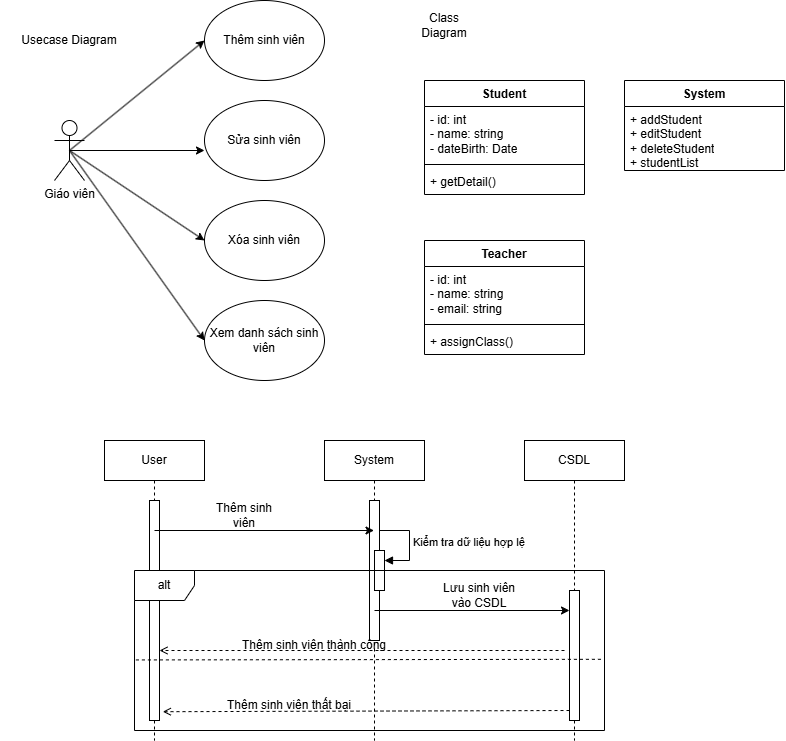 Usecase Diagram
Thêm sinh viên
Sửa sinh viên
Giáo viên
Xóa sinh viên
Xem danh sách sinh
viên
Class
Diagram
Student
- id: int
- name: string
- dateBirth: Date
+ getDetail()
System
+ addStudent
+ editStudent
+ deleteStudent
+ studentList
Teacher
- id: int
- name: string
- email: string
+ assignClass()
User
System
CSDL
Thêm sinh
viên
Kiểm tra dữ liệu hợp lệ
alt
Lưu sinh viên
vào CSDL
Thêm sinh viên thành công
Thêm sinh viên thất bại